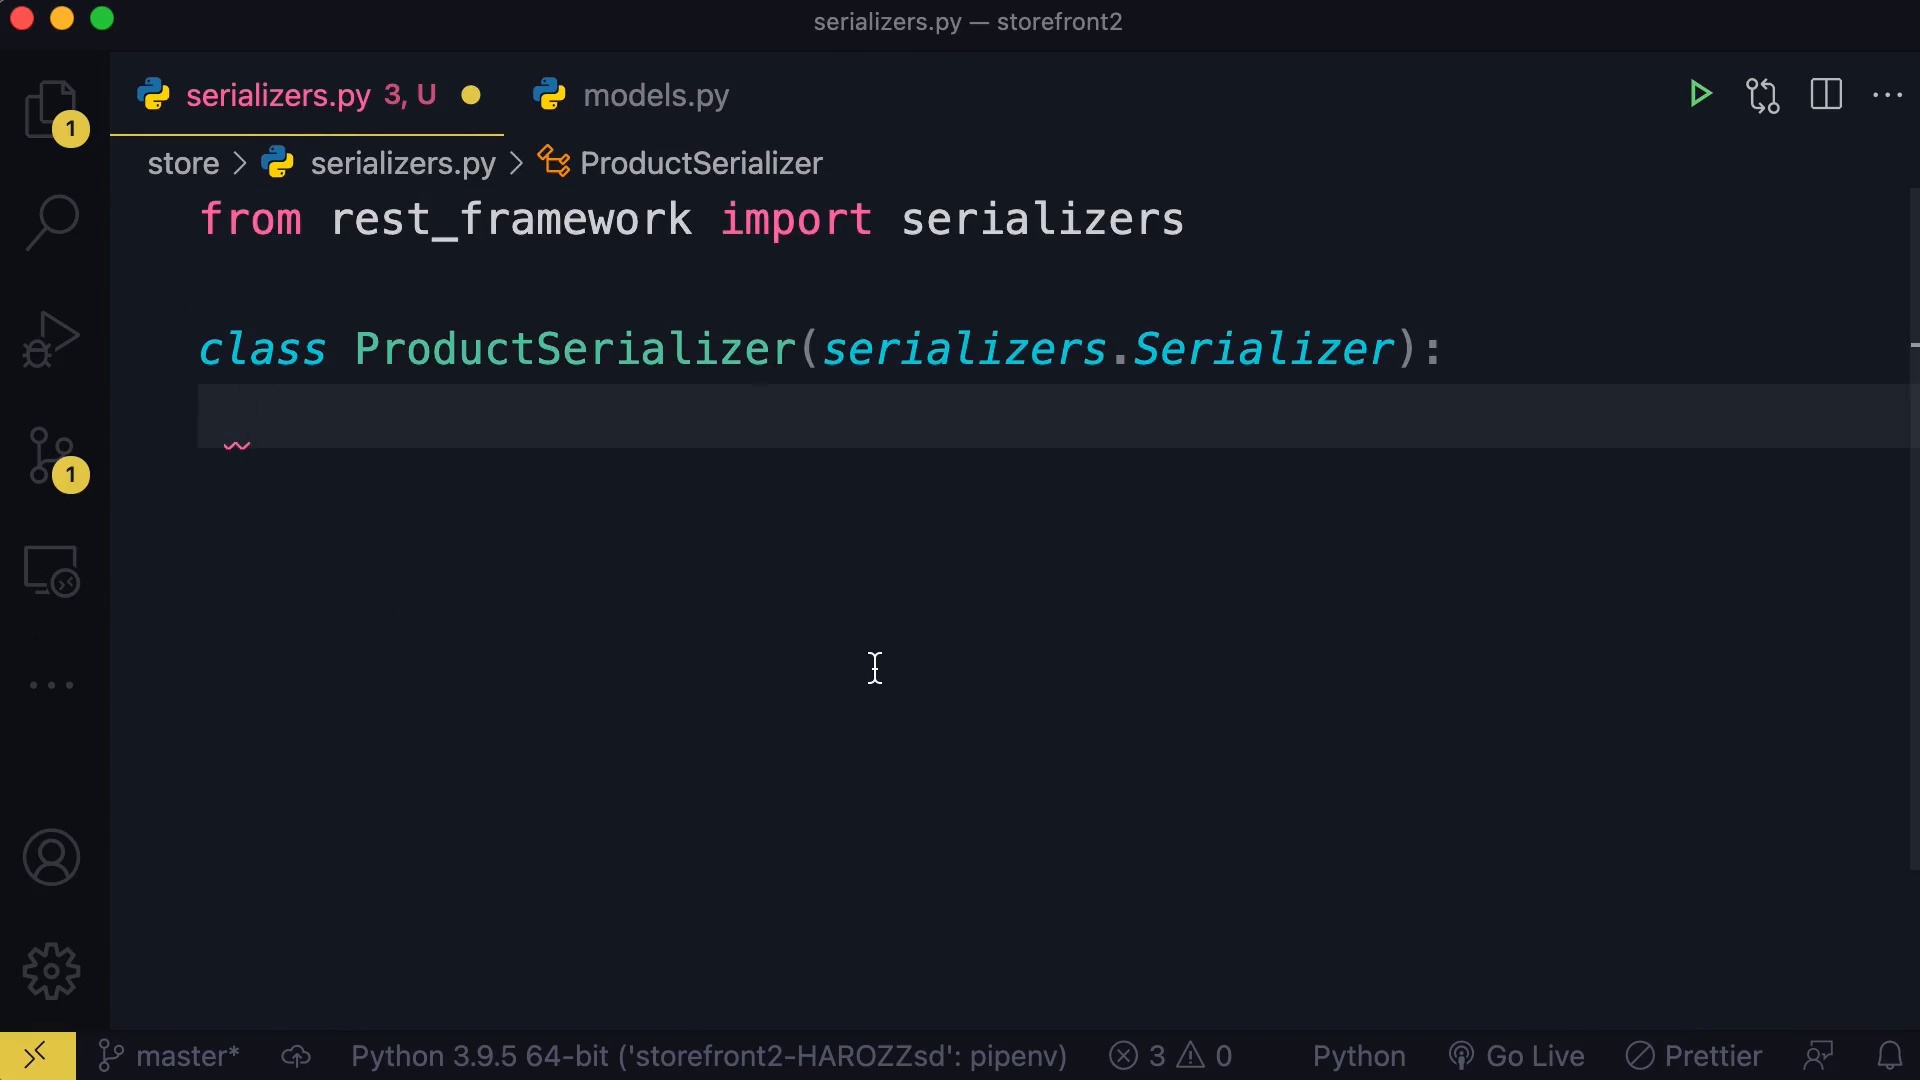 serializers.py — storefront2
serializers.py 3, U
models.py
store > serializers.py > ProductSerializer
from rest_framework import serializers
class ProductSerializer(serializers.Serializer):
1
1
master*
Python 3.9.5 64-bit ('storefront2-HAROZZsd': pipenv)
3
0
Python
Go Live
Prettier